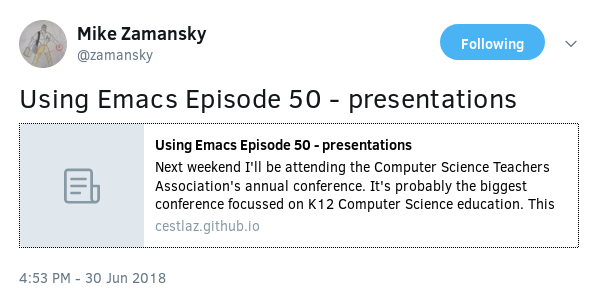 Mike Zamansky
@zamansky
Following
Using Emacs Episode 50 - presentations
Using Emacs Episode 50 - presentations
Next weekend I'll be attending the Computer Science Teachers
Association's annual conference. It's probably the biggest
conference focussed on K12 Computer Science education. This
cestlaz.github.io
4:53 PM - 30 Jun 2018